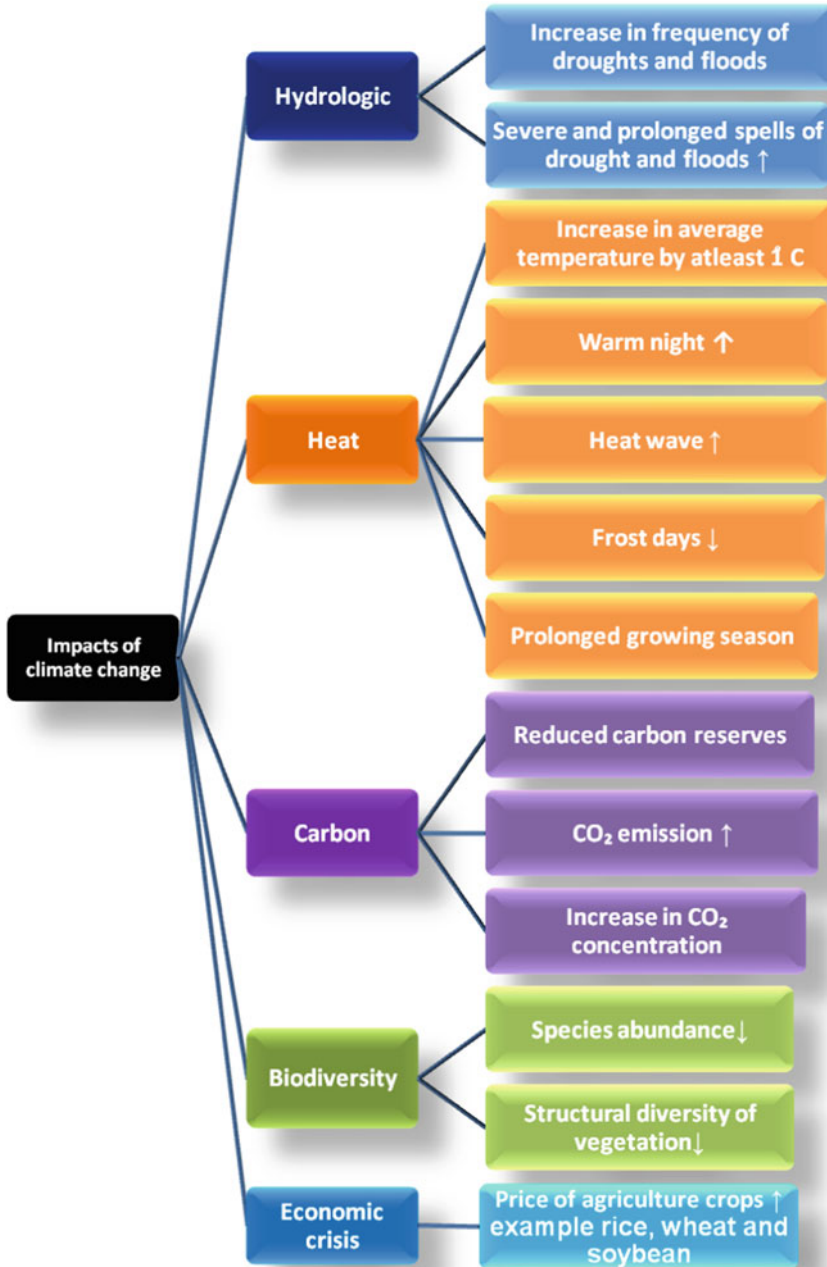 Impacts of
climate change
Hydrologic
Increase in frequency of
droughts and floods
Severe and prolonged spells of
drought and floods ↑
Heat
Increase in average
temperature by atleast 1̊ C
Warm night ↑
Heat wave ↑
Frost days ↓
Prolonged growing season
Carbon
Reduced carbon reserves
CO₂ emission ↑
Increase in CO₂
concentration
Biodiversity
Species abundance↓
Structural diversity of
vegetation↓
Economic
crisis
Price of agriculture crops ↑
example rice, wheat and
soybean